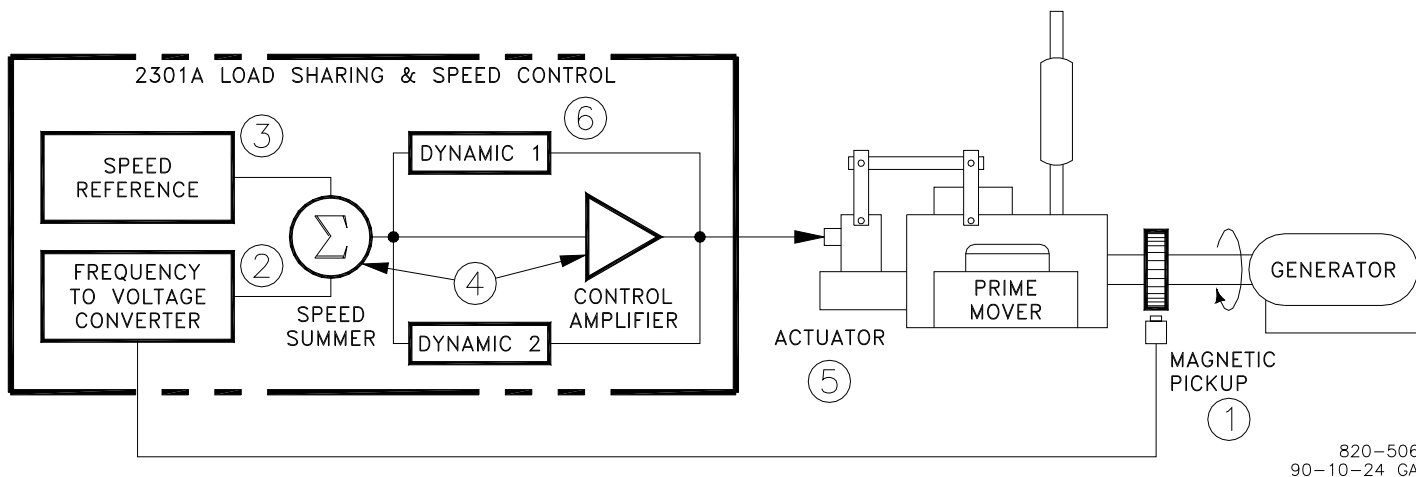 2301A LOAD SHARING & SPEED CONTROL
3
6
SPEED
REFERENCE
DYNAMIC 1
Σ
2
FREQUENCY
TO VOLTAGE
CONVERTER
4
SPEED
SUMMER
CONTROL
AMPLIFIER
DYNAMIC 2
PRIME
MOVER
GENERATOR
ACTUATOR
5
MAGNETIC
PICKUP
1
820-506
90-10-24 GA